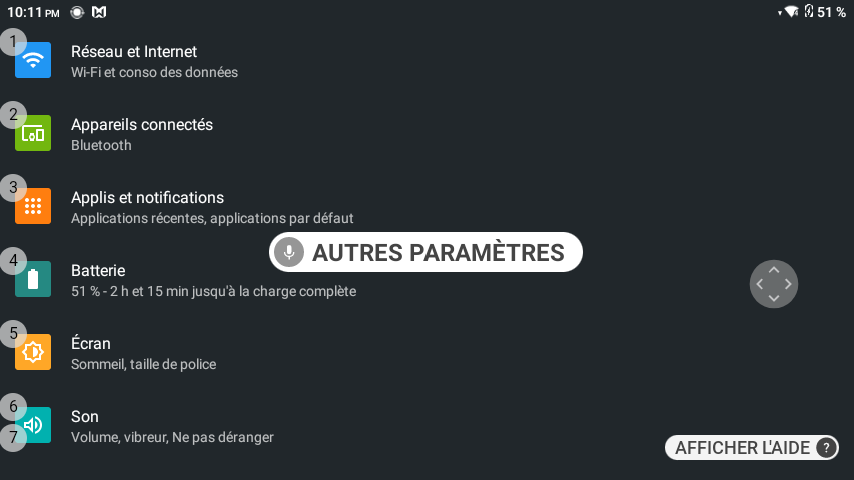 10:11 PM
51 %
1
Réseau et Internet
Wi-Fi et conso des données
2
Appareils connectés
Bluetooth
3
Applis et notifications
Applications récentes, applications par défaut
AUTRES PARAMÈTRES
4
Batterie
51 % - 2 h et 15 min jusqu'à la charge complète
5
Écran
Sommeil, taille de police
6
Son
7
Volume, vibreur, Ne pas déranger
AFFICHER L'AIDE ?